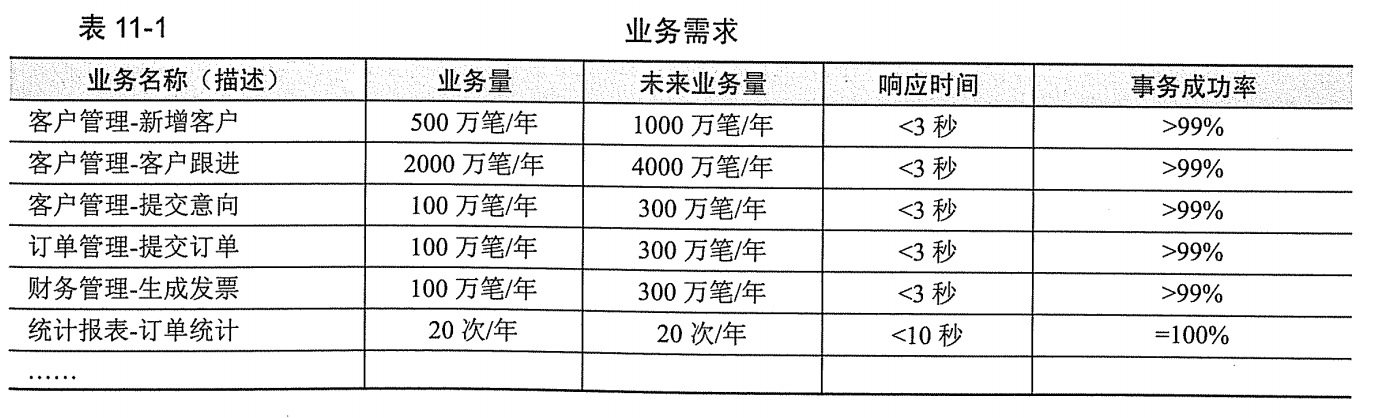 表 11-1 业务需求
业务名称（描述） 业务量 未来业务量 响应时间 事务成功率
客户管理-新增客户 500 万笔/年 1000 万笔/年 <3 秒 >99%
客户管理-客户跟进 2000 万笔/年 4000 万笔/年 <3 秒 >99%
客户管理-提交意向 100 万笔/年 300 万笔/年 <3 秒 >99%
订单管理-提交订单 100 万笔/年 300 万笔/年 <3 秒 >99%
财务管理-生成发票 100 万笔/年 300 万笔/年 <3 秒 >99%
统计报表-订单统计 20 次/年 20 次/年 <10 秒 =100%
……